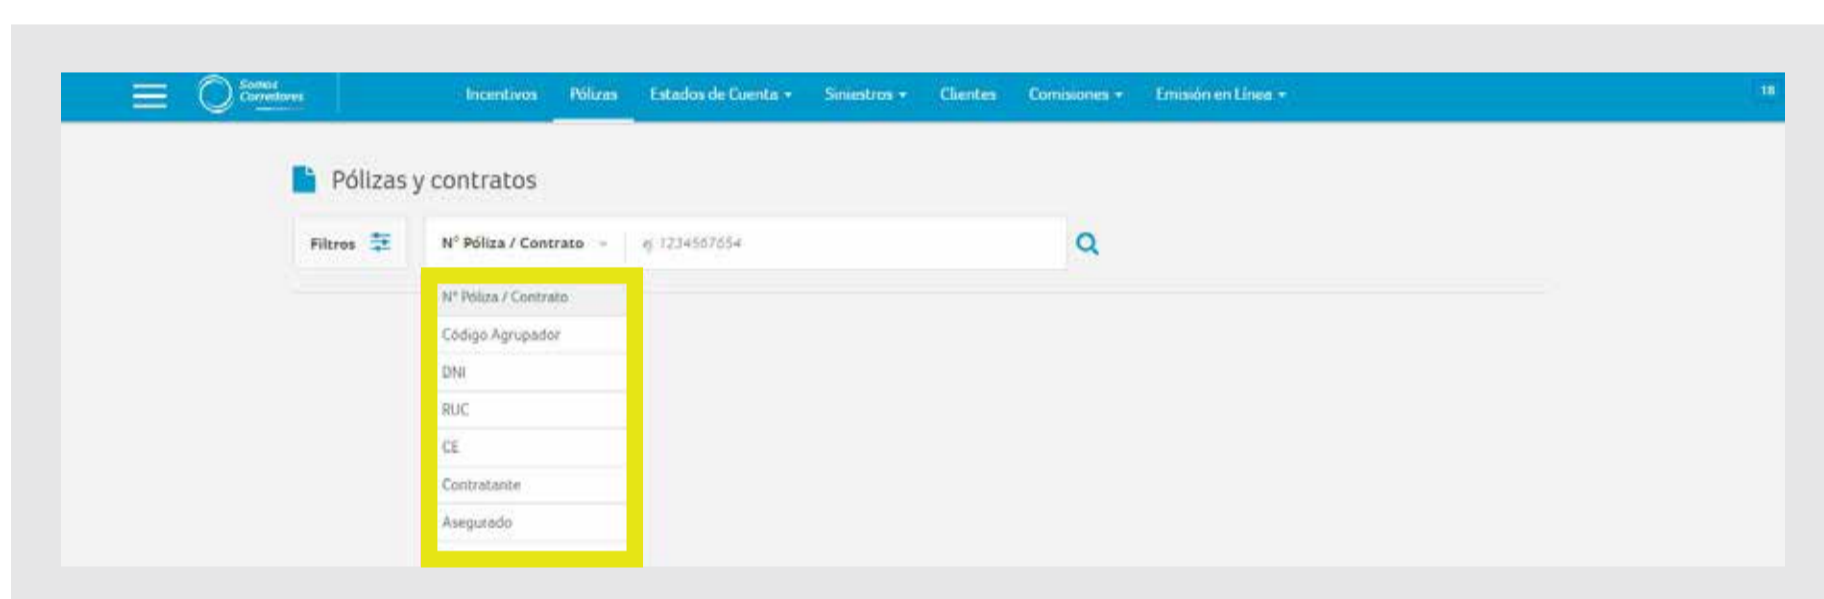 Somos
Corredores
Incentivos Pólizas Estados de Cuenta Siniestros Clientes Comisiones Emisión en Línea 18
Pólizas y contratos
Filtros N° Póliza / Contrato ej. 1234567654
N° Póliza / Contrato
Código Agrupador
DNI
RUC
CE
Contratante
Asegurado